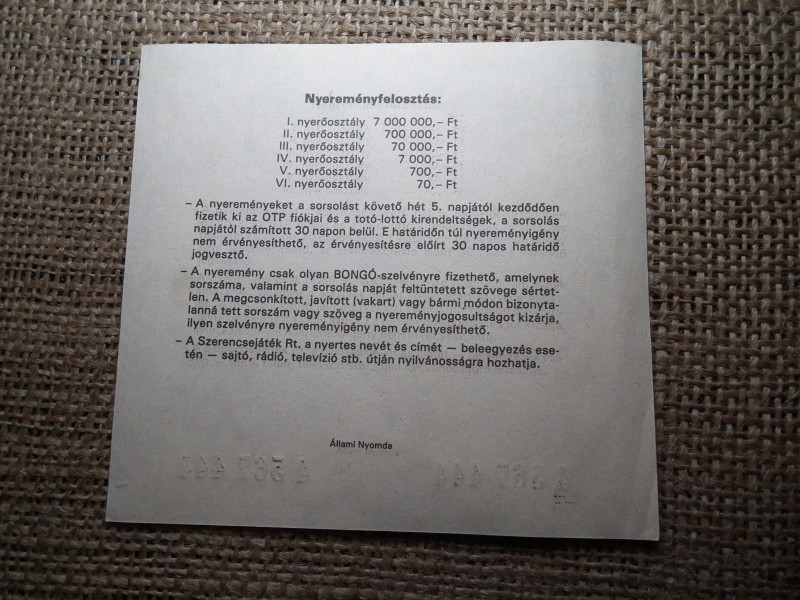 Nyereményfelosztás:
I. nyerőosztály 7 000 000,– Ft
II. nyerőosztály 700 000,– Ft
III. nyerőosztály 70 000,– Ft
IV. nyerőosztály 7 000,– Ft
V. nyerőosztály 700,– Ft
VI. nyerőosztály 70,– Ft
– A nyereményeket a sorsolást követő hét 5. napjától kezdődően
fizetik ki az OTP fiókjai és a totó-lottó kirendeltségek, a sorsolás
napjától számított 30 napon belül. E határidőn túl nyereményigény
nem érvényesíthető, az érvényesítésre előírt 30 napos határidő
jogvesztő.
– A nyeremény csak olyan BONGÓ-szelvényre fizethető, amelynek
sorszáma, valamint a sorsolás napját feltüntetett szövege sértet-
len. A megcsonkított, javított (vakart) vagy bármi módon bizonyta-
lanná tett sorszám vagy szöveg a nyereményjogosultságot kizárja,
ilyen szelvényre nyereményigény nem érvényesíthető.
– A Szerencsejáték Rt. a nyertes nevét és címét — beleegyezés ese-
tén — sajtó, rádió, televízió stb. útján nyilvánosságra hozhatja.
Állami Nyomda